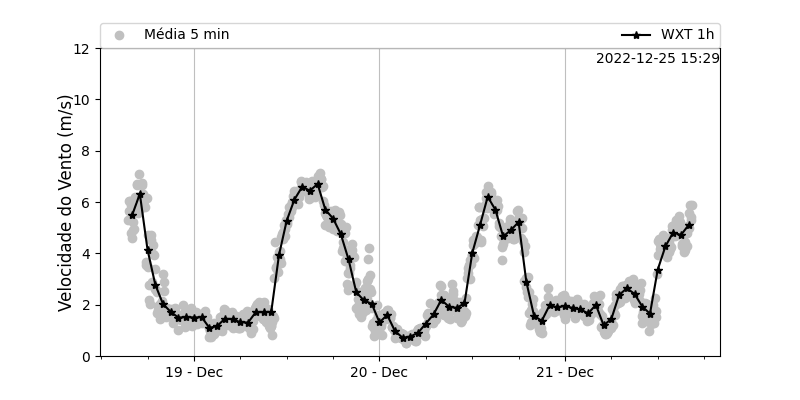 Média 5 min
WXT 1h
2022-12-25 15:29
Velocidade do Vento (m/s)
12
10
8
6
4
2
0
19 - Dec
20 - Dec
21 - Dec